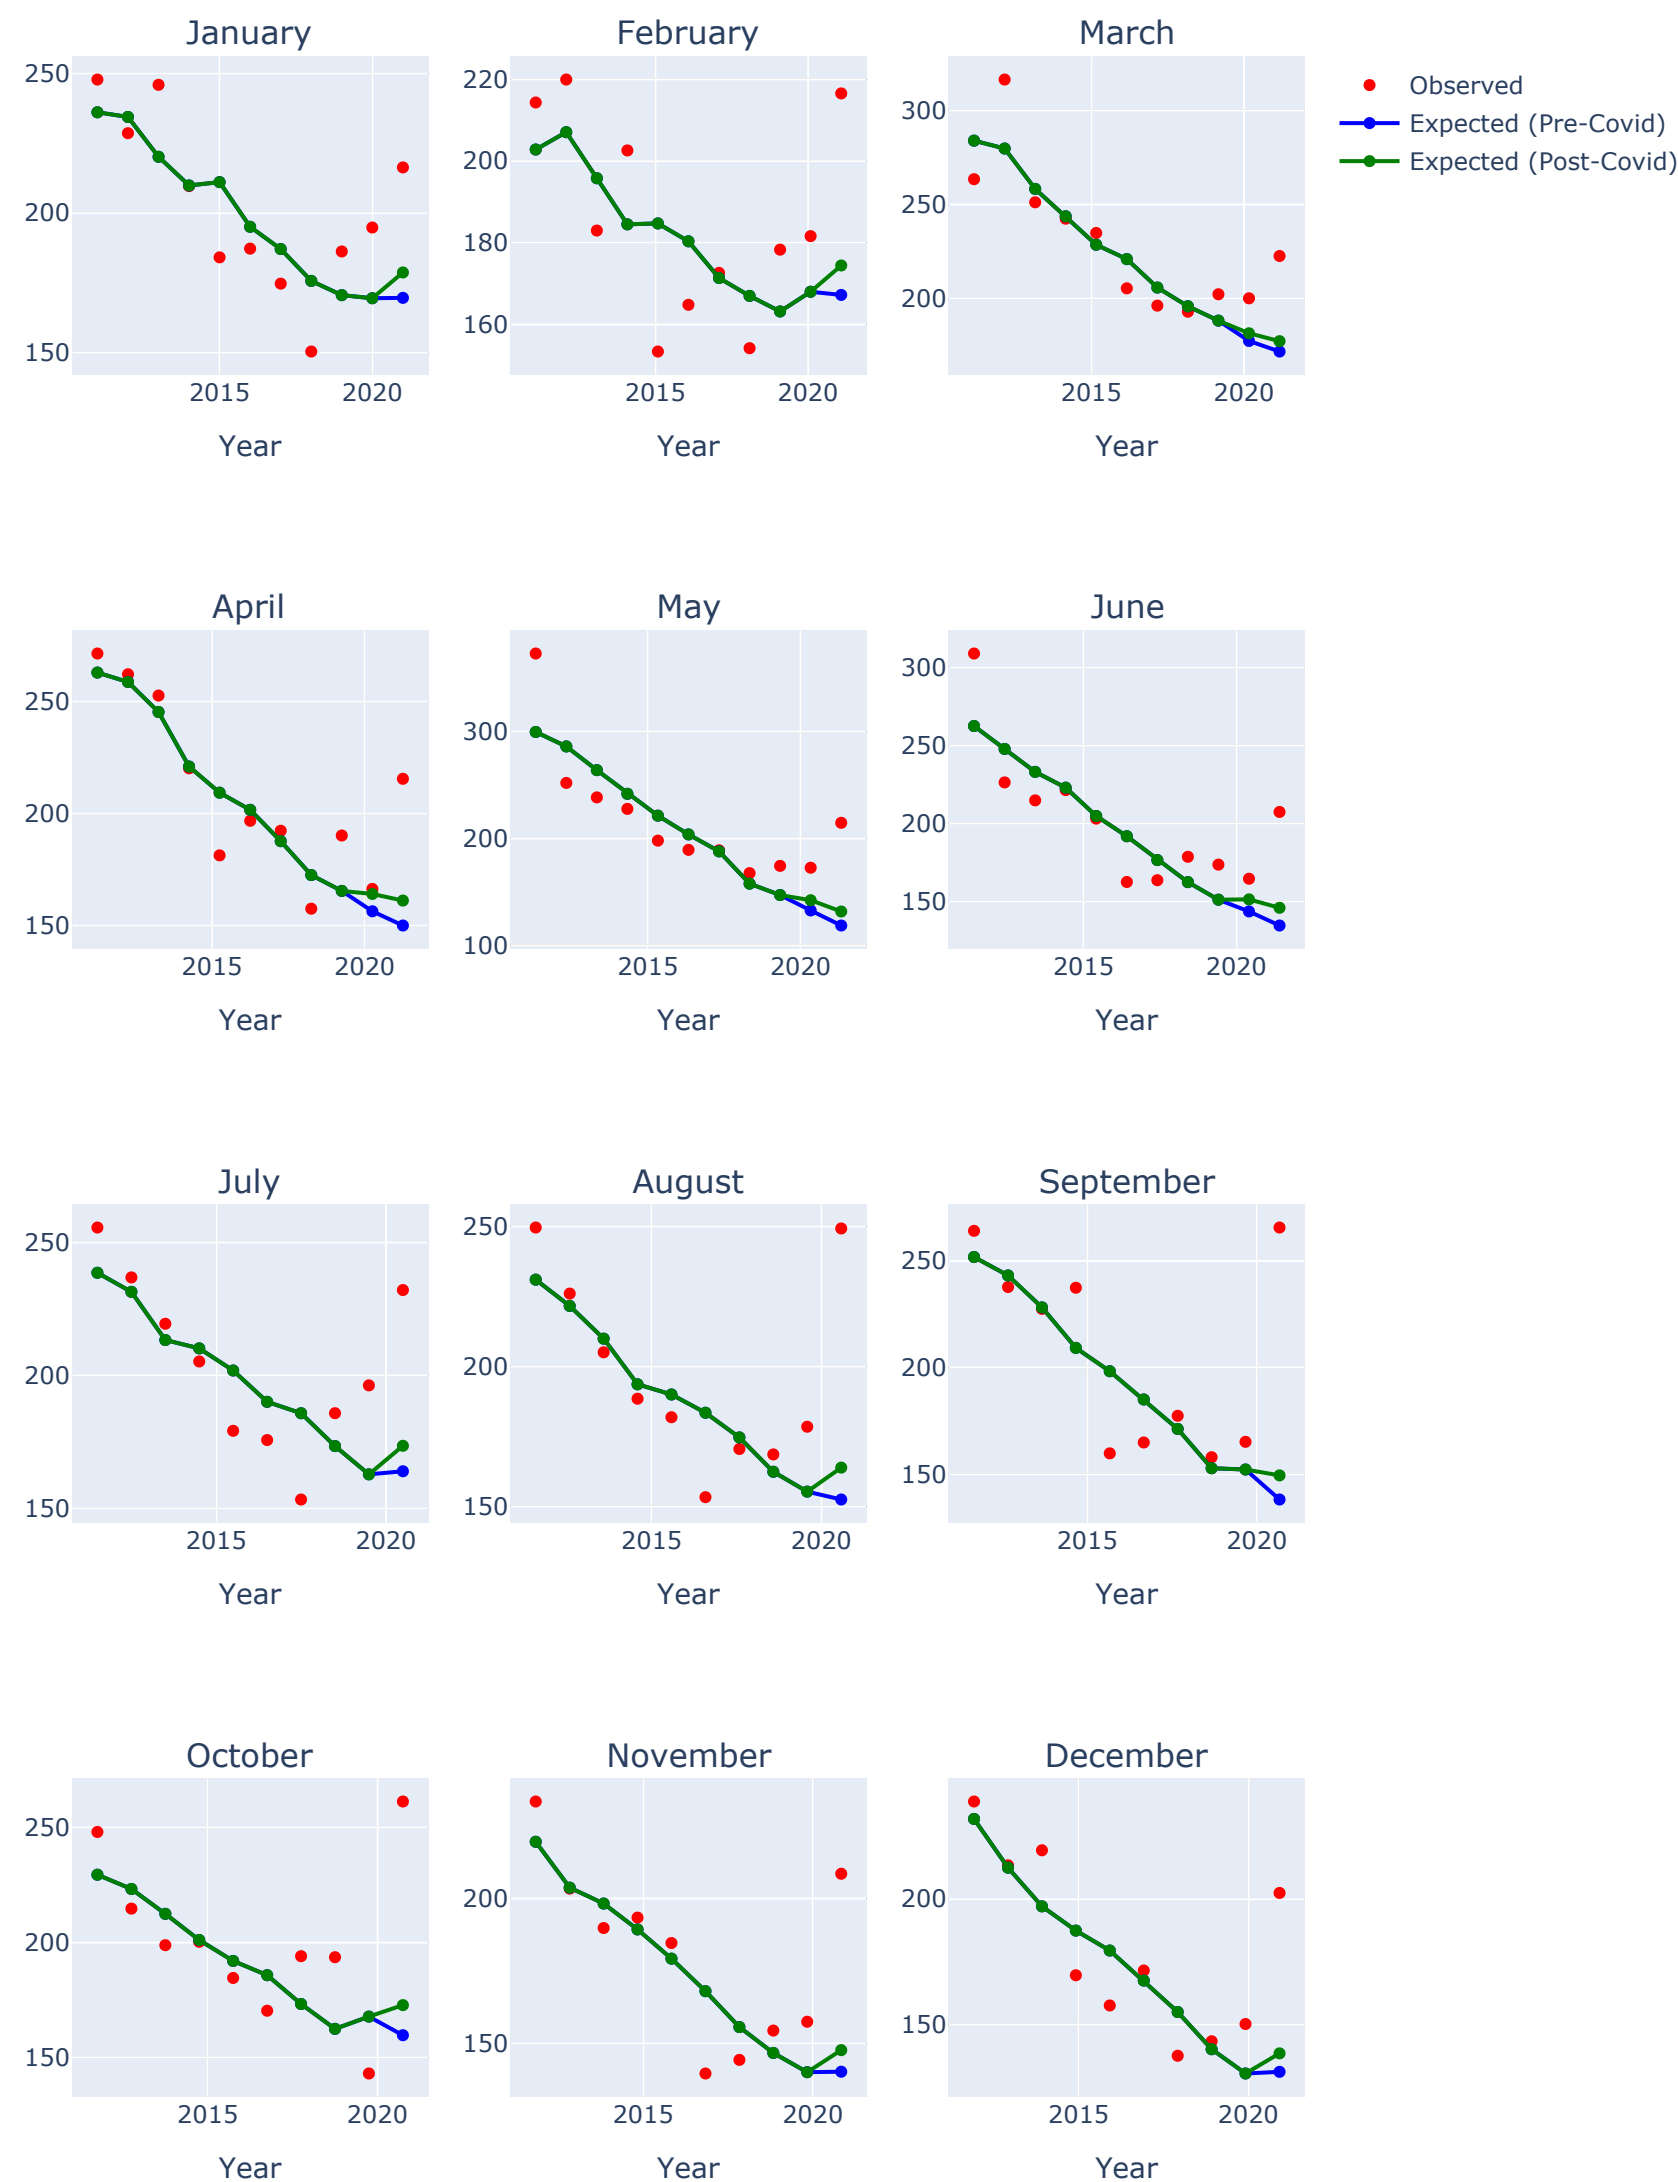 January
February
March
250
200
150
2015
2020
Year
220
200
180
160
2015
2020
Year
300
250
200
2015
2020
Year
Observed
Expected (Pre-Covid)
Expected (Post-Covid)
April
May
June
250
200
150
2015
2020
Year
300
200
100
2015
2020
Year
300
250
200
150
2015
2020
Year
July
August
September
250
200
150
2015
2020
Year
250
200
150
2015
2020
Year
250
200
150
2015
2020
Year
October
November
December
250
200
150
2015
2020
Year
200
150
2015
2020
Year
200
150
2015
2020
Year